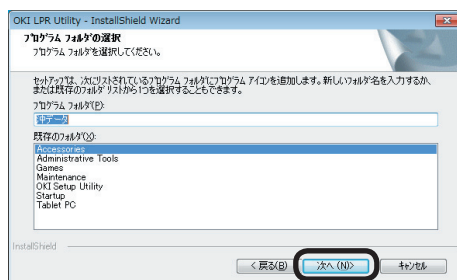 OKI LPR Utility - InstallShield Wizard
プログラム フォルダの選択
プログラム フォルダを選択してください。
セットアップは、次にリストされているプログラム フォルダにプログラム アイコンを追加します。新しいフォルダ名を入力するか、
または既存のフォルダ リストから1つを選択することもできます。
プログラム フォルダ(P):
沖データ
既存のフォルダ(X):
Accessories
Administrative Tools
Games
Maintenance
OKI Setup Utility
Startup
Tablet PC
InstallShield
< 戻る(B)
次へ (N)>
キャンセル